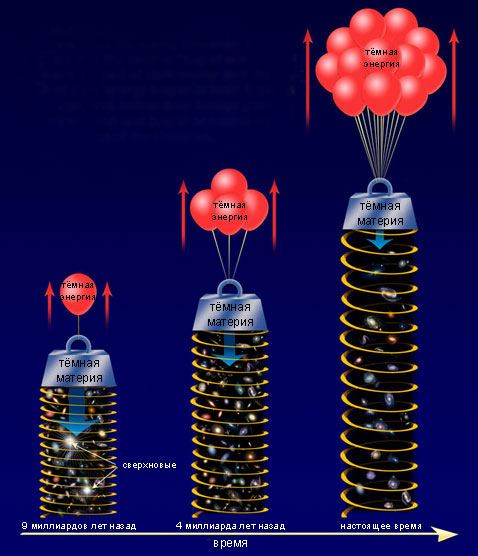 тёмная
энергия
тёмная
материя
тёмная
энергия
тёмная
материя
тёмная
энергия
тёмная
материя
сверхновые
9 миллиардов лет назад
4 миллиарда лет назад
настоящее время
время